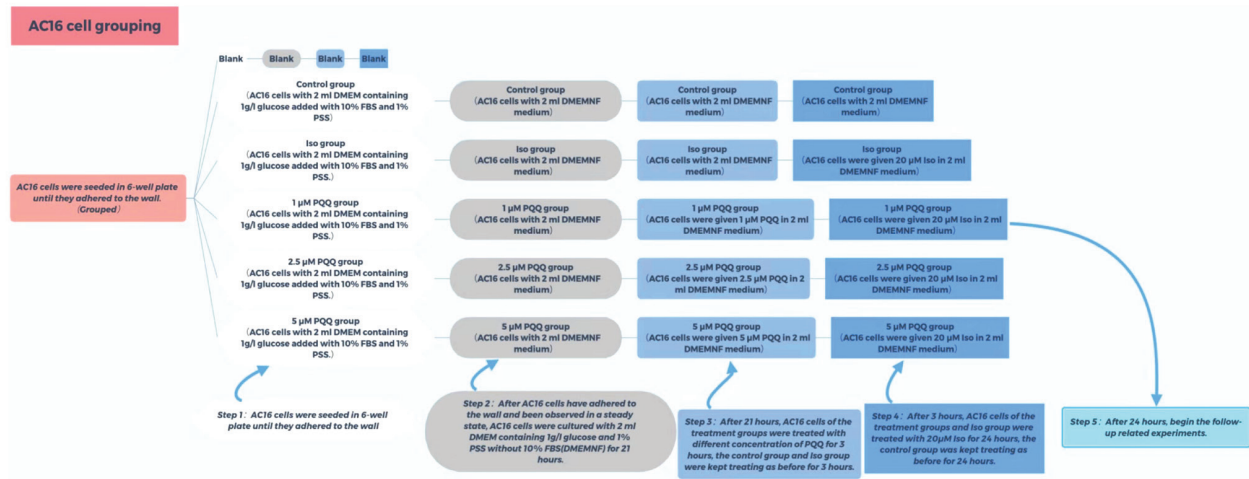 AC16 cell grouping
Blank
Blank
Blank
Blank
Control group
（AC16 cells with 2 ml DMEM containing
1g/l glucose added with 10% FBS and 1%
PSS）
Control group
（AC16 cells with 2 ml DMEMNF
medium）
Control group
（AC16 cells with 2 ml DMEMNF
medium）
Control group
（AC16 cells with 2 ml DMEMNF
medium）
Iso group
（AC16 cells with 2 ml DMEM containing
1g/l glucose added with 10% FBS and 1%
PSS.）
Iso group
（AC16 cells with 2 ml DMEMNF
medium）
Iso group
（AC16 cells with 2 ml DMEMNF
medium）
Iso group
（AC16 cells were given 20 µM Iso in 2 ml
DMEMNF medium）
AC16 cells were seeded in 6-well plate
until they adhered to the wall.
（Grouped）
1 µM PQQ group
（AC16 cells with 2 ml DMEM containing
1g/l glucose added with 10% FBS and 1%
PSS.）
1 µM PQQ group
（AC16 cells with 2 ml DMEMNF
medium）
1 µM PQQ group
（AC16 cells were given 1 µM PQQ in 2 ml
DMEMNF medium）
1 µM PQQ group
（AC16 cells were given 20 µM Iso in 2 ml
DMEMNF medium）
2.5 µM PQQ group
（AC16 cells with 2 ml DMEM containing
1g/l glucose added with 10% FBS and 1%
PSS.）
2.5 µM PQQ group
（AC16 cells with 2 ml DMEMNF
medium）
2.5 µM PQQ group
（AC16 cells were given 2.5 µM PQQ in 2
ml DMEMNF medium）
2.5 µM PQQ group
（AC16 cells were given 20 µM Iso in 2 ml
DMEMNF medium）
5 µM PQQ group
（AC16 cells with 2 ml DMEM containing
1g/l glucose added with 10% FBS and 1%
PSS.）
5 µM PQQ group
（AC16 cells with 2 ml DMEMNF
medium）
5 µM PQQ group
（AC16 cells were given 5 µM PQQ in 2 ml
DMEMNF medium）
5 µM PQQ group
（AC16 cells were given 20 µM Iso in 2 ml
DMEMNF medium）
Step 1：AC16 cells were seeded in 6-well
plate until they adhered to the wall
Step 2：After AC16 cells have adhered to
the wall and been observed in a steady
state, AC16 cells were cultured with 2 ml
DMEM containing 1g/l glucose and 1%
PSS without 10% FBS(DMEMNF) for 21
hours.
Step 3：After 21 hours, AC16 cells of the
treatment groups were treated with
different concentration of PQQ for 3
hours, the control group and Iso group
were kept treating as before for 3 hours.
Step 4：After 3 hours, AC16 cells of the
treatment groups and Iso group were
treated with 20µM Iso for 24 hours, the
control group was kept treating as
before for 24 hours.
Step 5：After 24 hours, begin the follow-
up related experiments.